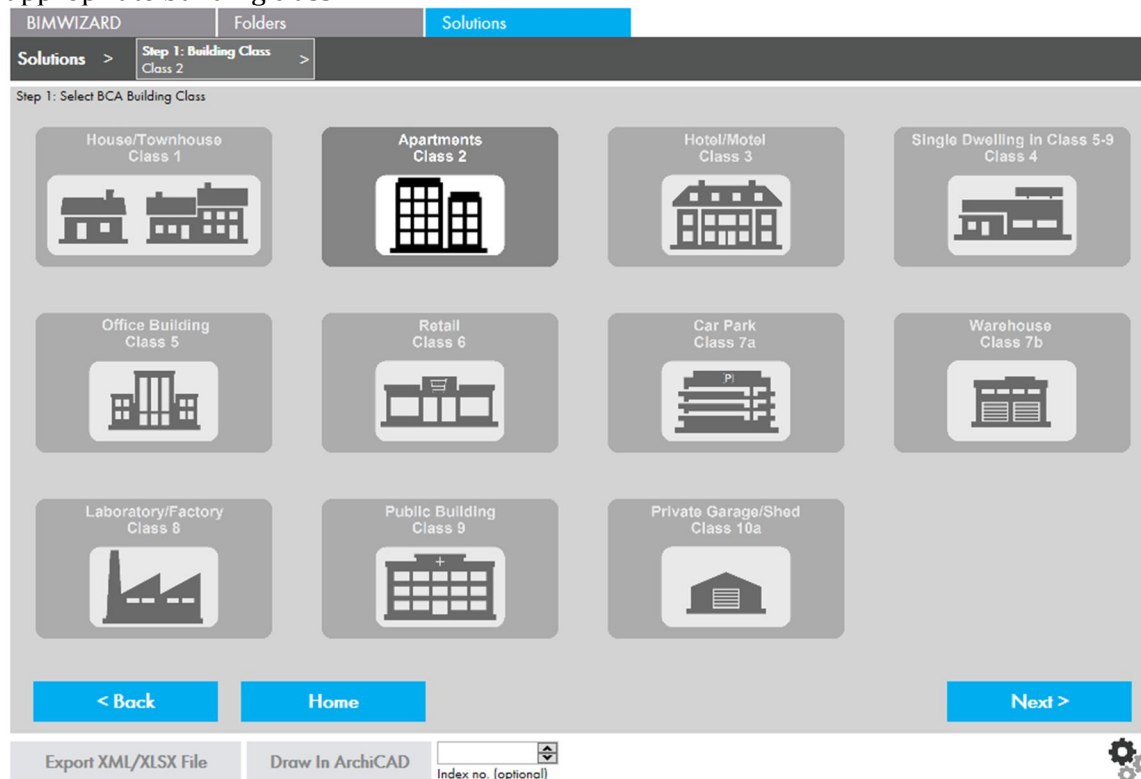 appropriate building class
BIMWIZARD Folders Solutions
Solutions > Step 1: Building Class >
Class 2
Step 1: Select BCA Building Class
House/Townhouse
Class 1
Apartments
Class 2
Hotel/Motel
Class 3
Single Dwelling in Class 5-9
Class 4
Office Building
Class 5
Retail
Class 6
Car Park
Class 7a
P
Warehouse
Class 7b
Laboratory/Factory
Class 8
Public Building
Class 9
Private Garage/Shed
Class 10a
< Back Home Next >
Export XML/XLSX File Draw In ArchiCAD
Index no. (optional)